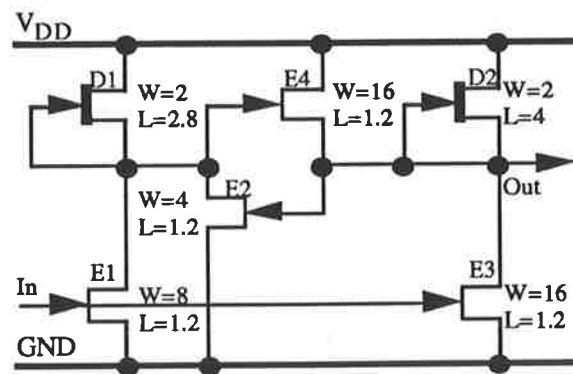 VDD
D1
W=2
L=2.8
E4
W=16
L=1.2
D2
W=2
L=4
W=4
L=1.2
E2
Out
In
E1
W=8
L=1.2
E3
W=16
L=1.2
GND